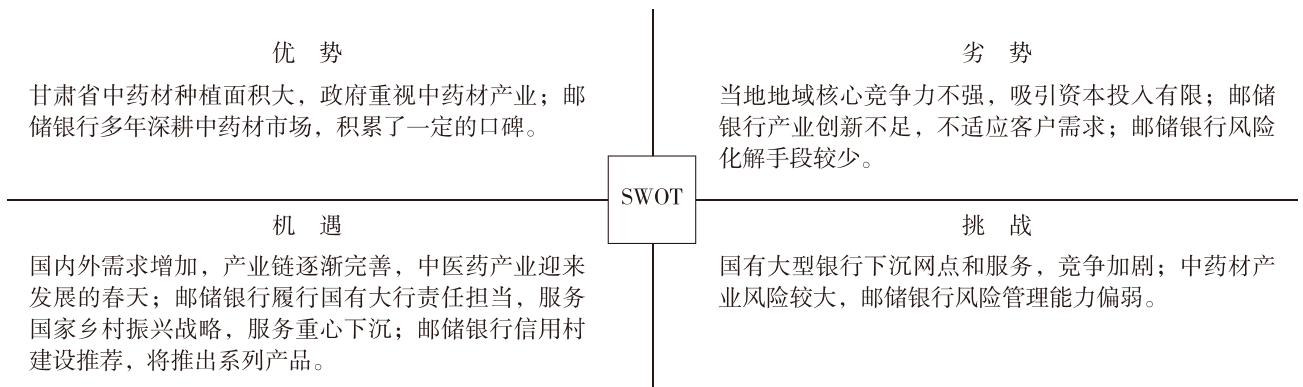 优 势
甘肃省中药材种植面积大，政府重视中药材产业；邮
储银行多年深耕中药材市场，积累了一定的口碑。
劣 势
当地地域核心竞争力不强，吸引资本投入有限；邮储
银行产业创新不足，不适应客户需求；邮储银行风险
化解手段较少。
SWOT
机 遇
国内外需求增加，产业链逐渐完善，中医药产业迎来
发展的春天；邮储银行履行国有大行责任担当，服务
国家乡村振兴战略，服务重心下沉；邮储银行信用村
建设推荐，将推出系列产品。
挑 战
国有大型银行下沉网点和服务，竞争加剧；中药材产
业风险较大，邮储银行风险管理能力偏弱。